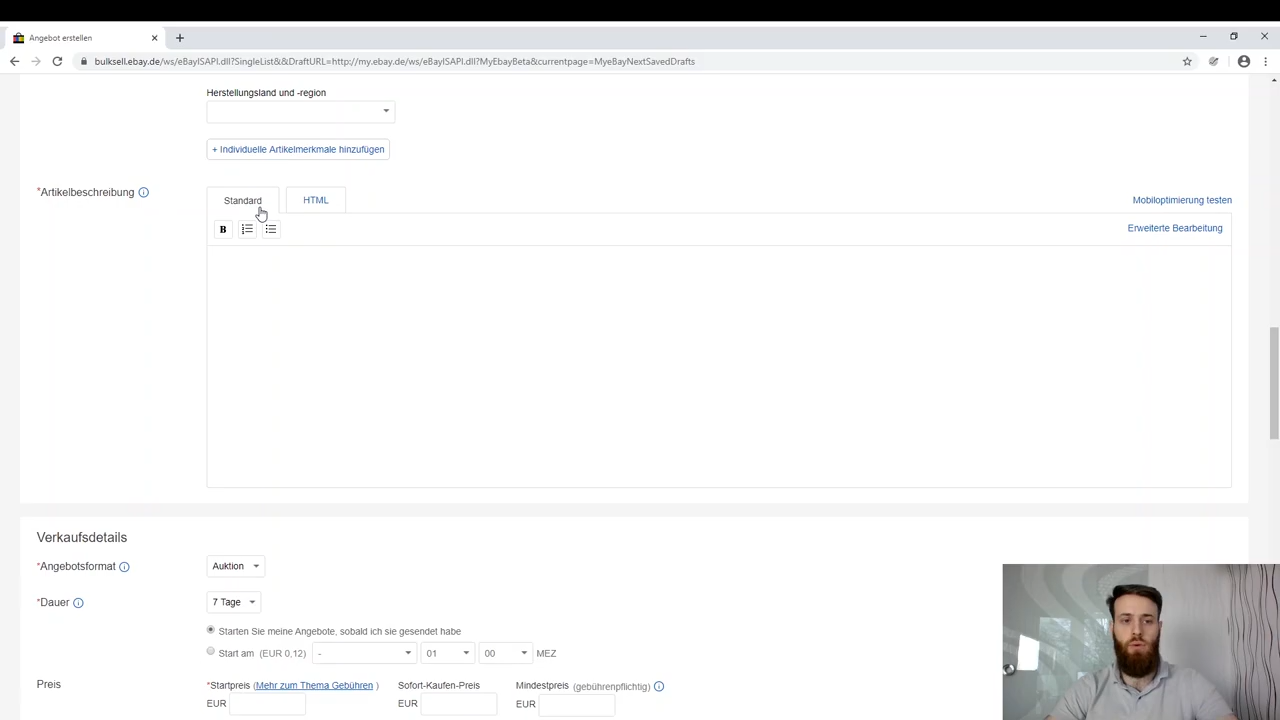 Angebot erstellen
bulksell.ebay.de/ws/eBayISAPI.dll?SingleList&&DraftURL=http://my.ebay.de/ws/eBayISAPI.dll?MyEbayBeta&currentpage=MyeBayNextSavedDrafts
Herstellungsland und -region
+ Individuelle Artikelmerkmale hinzufügen
*Artikelbeschreibung
Standard HTML Mobiloptimierung testen
B Erweiterte Bearbeitung
Verkaufsdetails
*Angebotsformat Auktion
*Dauer 7 Tage
Starten Sie meine Angebote, sobald ich sie gesendet habe
Start am (EUR 0,12) - 01 00 MEZ
Preis *Startpreis (Mehr zum Thema Gebühren ) Sofort-Kaufen-Preis Mindestpreis (gebührenpflichtig)
EUR EUR EUR